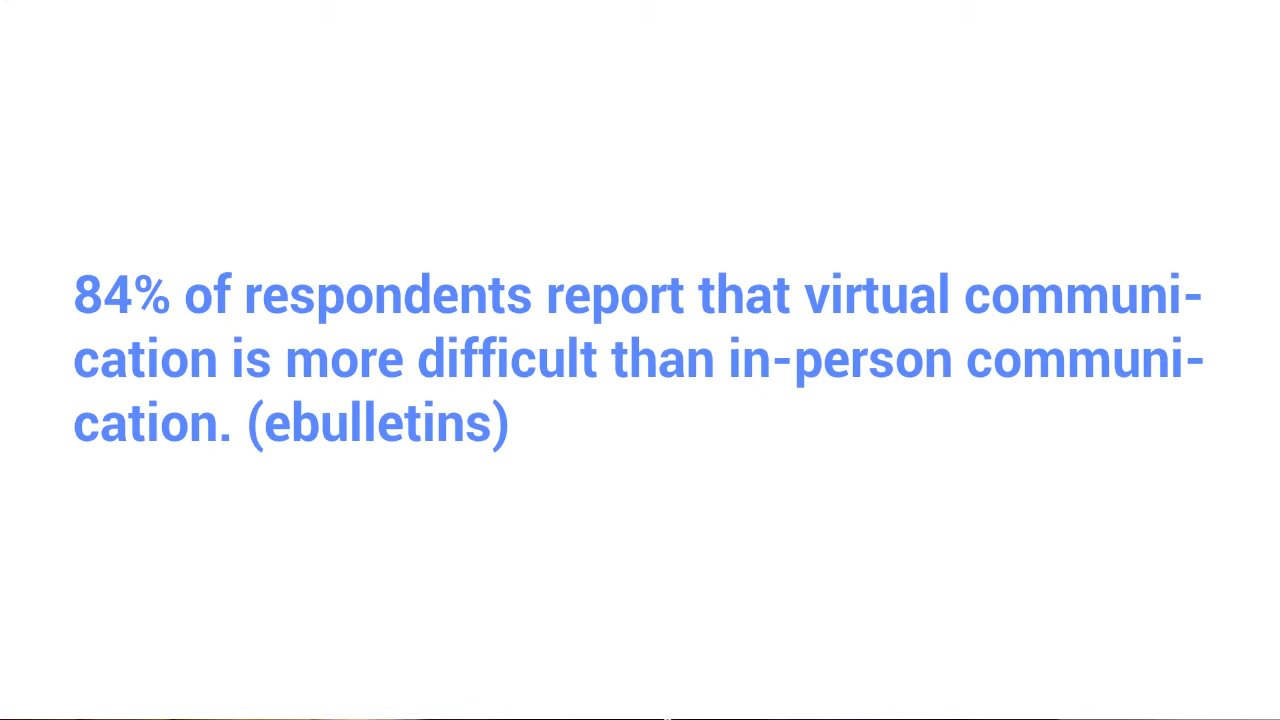 84% of respondents report that virtual communi-
cation is more difficult than in-person communi-
cation. (ebulletins)